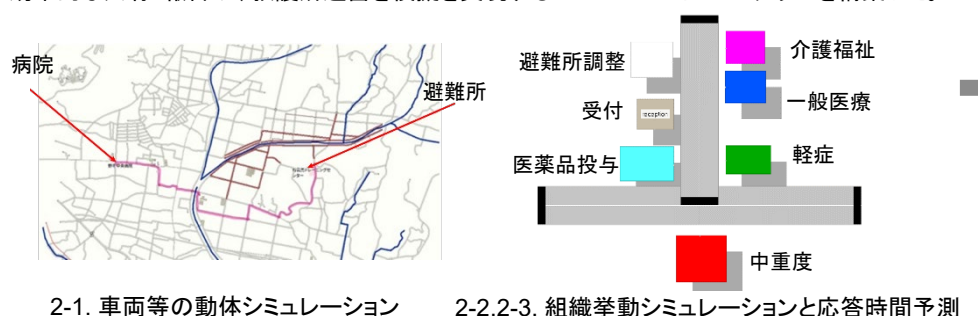 病院
避難所
避難所調整
受付
reception
医薬品投与
介護福祉
一般医療
軽症
中重度
2-1. 車両等の動体シミュレーション
2-2.2-3. 組織挙動シミュレーションと応答時間予測